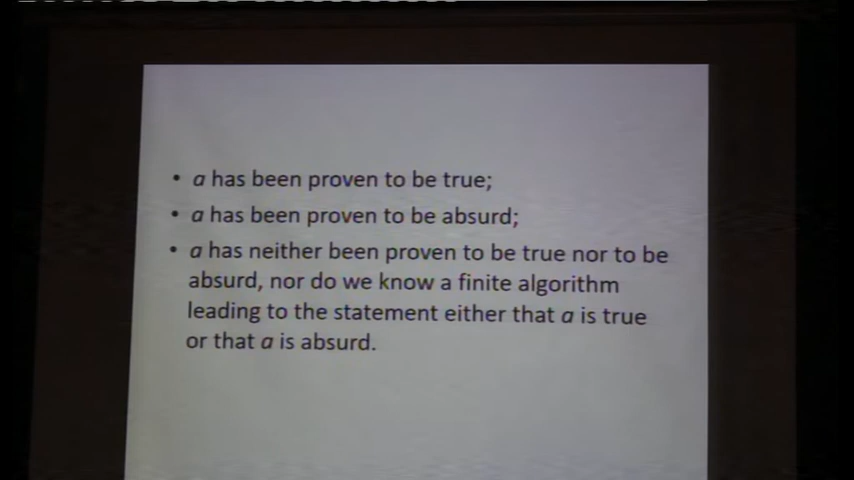 • a has been proven to be true;
• a has been proven to be absurd;
• a has neither been proven to be true nor to be
absurd, nor do we know a finite algorithm
leading to the statement either that a is true
or that a is absurd.